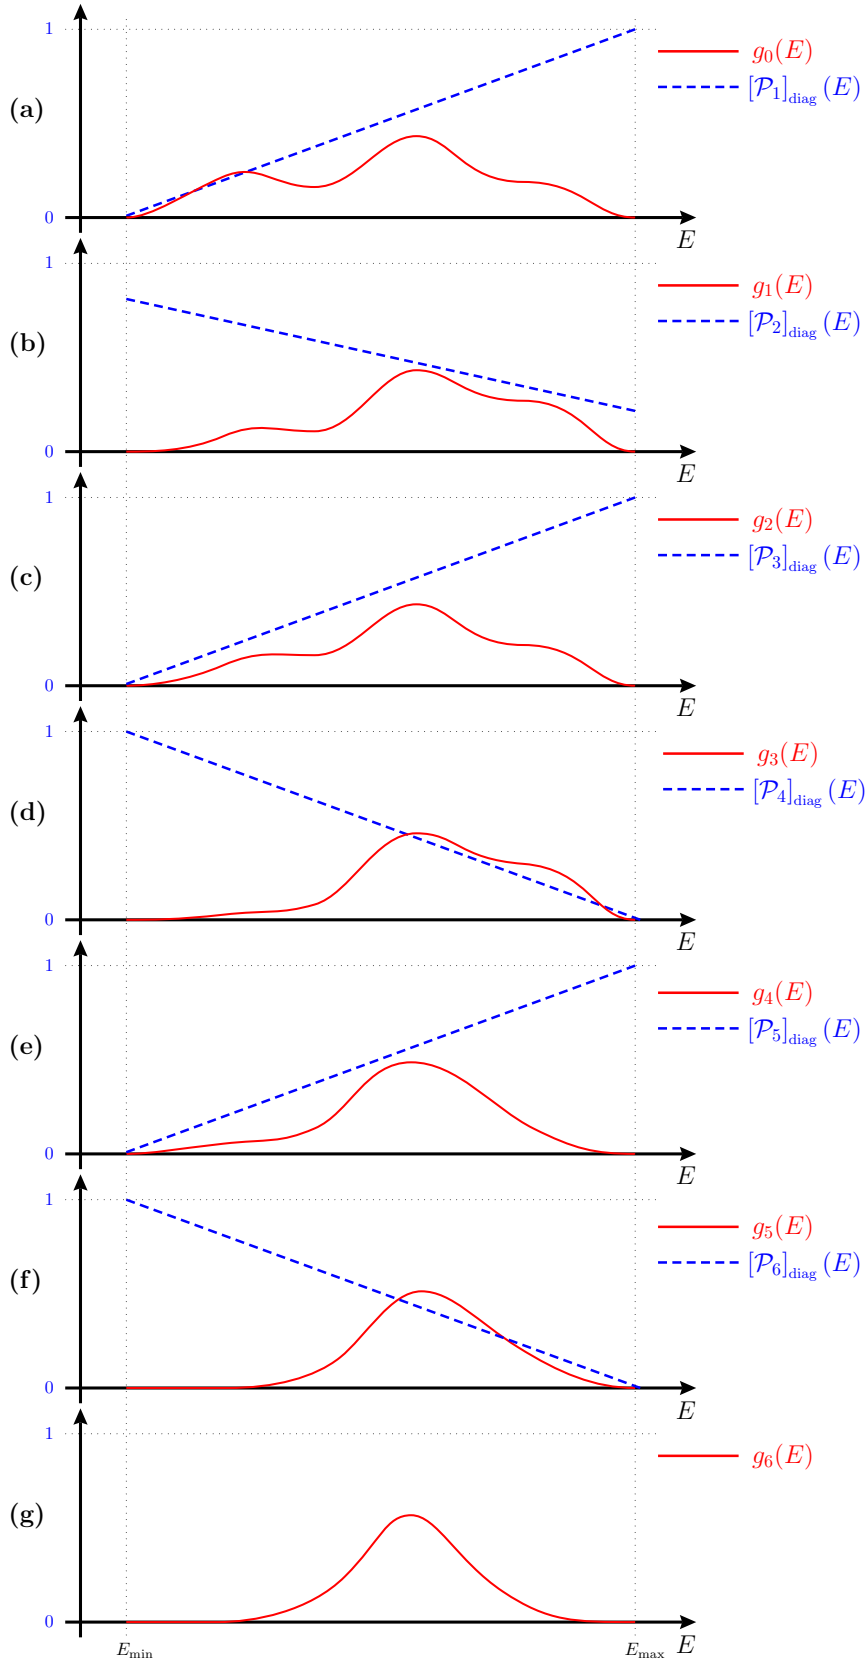 1
g₀(E)
[𝒫₁]diag (E)
(a)
0
E
1
g₁(E)
[𝒫₂]diag (E)
(b)
0
E
1
g₂(E)
[𝒫₃]diag (E)
(c)
0
E
1
g₃(E)
[𝒫₄]diag (E)
(d)
0
E
1
g₄(E)
[𝒫₅]diag (E)
(e)
0
E
1
g₅(E)
[𝒫₆]diag (E)
(f)
0
E
1
g₆(E)
(g)
0
Emin
Emax
E